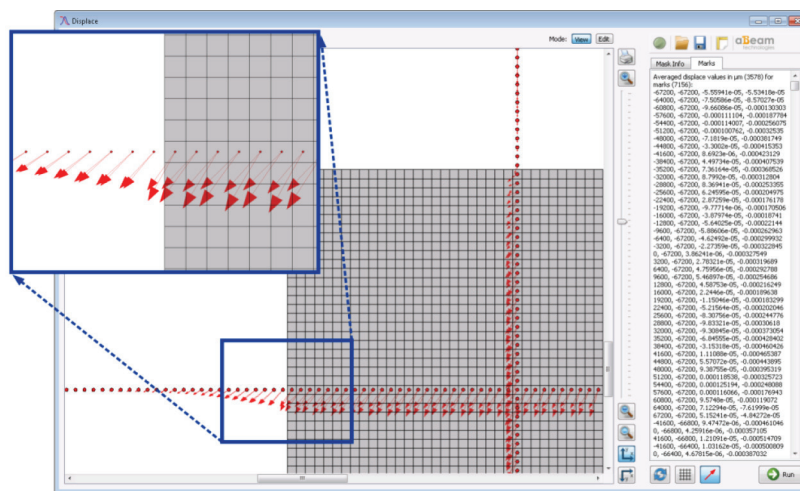 Displace
Mode: View Edit
aBeam
technologies
Mask Info Marks
Averaged displace values in µm (3578) for
marks (7156):
-67200, -67200, -5.55941e-05, -5.53418e-05
-64000, -67200, -7.50586e-05, -8.57027e-05
-60800, -67200, -9.66086e-05, -0.000130303
-57600, -67200, -0.000111104, -0.000187784
-54400, -67200, -0.000114007, -0.000256075
-51200, -67200, -0.000100762, -0.00032535
-48000, -67200, -7.1819e-05, -0.000381749
-44800, -67200, -3.3002e-05, -0.000415353
-41600, -67200, 8.6923e-06, -0.000423129
-38400, -67200, 4.49734e-05, -0.000407539
-35200, -67200, 7.36164e-05, -0.000368526
-32000, -67200, 8.7992e-05, -0.000312804
-28800, -67200, 8.36941e-05, -0.000253355
-25600, -67200, 6.24595e-05, -0.000204975
-22400, -67200, 2.87259e-05, -0.000176178
-19200, -67200, -9.77714e-06, -0.000170506
-16000, -67200, -3.87974e-05, -0.00018741
-12800, -67200, -5.64025e-05, -0.00022144
-9600, -67200, -5.88606e-05, -0.000262963
-6400, -67200, -4.62492e-05, -0.000299932
-3200, -67200, -2.27359e-05, -0.000322845
0, -67200, 3.86241e-06, -0.000327549
3200, -67200, 2.78321e-05, -0.000319689
6400, -67200, 4.75956e-05, -0.000292788
9600, -67200, 5.46897e-05, -0.000254686
12800, -67200, 4.58753e-05, -0.000216249
16000, -67200, 2.2446e-05, -0.000189638
19200, -67200, -1.15046e-05, -0.000183299
22400, -67200, -5.21564e-05, -0.000202046
25600, -67200, -8.30756e-05, -0.000244776
28800, -67200, -9.83321e-05, -0.00030618
32000, -67200, -9.30845e-05, -0.000373054
35200, -67200, -6.84555e-05, -0.000428402
38400, -67200, -3.15318e-05, -0.000460426
41600, -67200, 1.11088e-05, -0.000465387
44800, -67200, 5.57072e-05, -0.000443895
48000, -67200, 9.38755e-05, -0.000395319
51200, -67200, 0.000118538, -0.000325723
54400, -67200, 0.000125194, -0.000248088
57600, -67200, 0.000116066, -0.000176943
60800, -67200, 9.5748e-05, -0.000119072
64000, -67200, 7.12294e-05, -7.61999e-05
67200, -67200, 5.15241e-05, -4.84272e-05
-41600, -66800, 9.47472e-06, -0.000461046
0, -66800, 4.25916e-06, -0.000357105
41600, -66800, 1.21091e-05, -0.000514709
-41600, -66400, 1.03162e-05, -0.000500809
0, -66400, 4.67815e-06, -0.000387032
Run